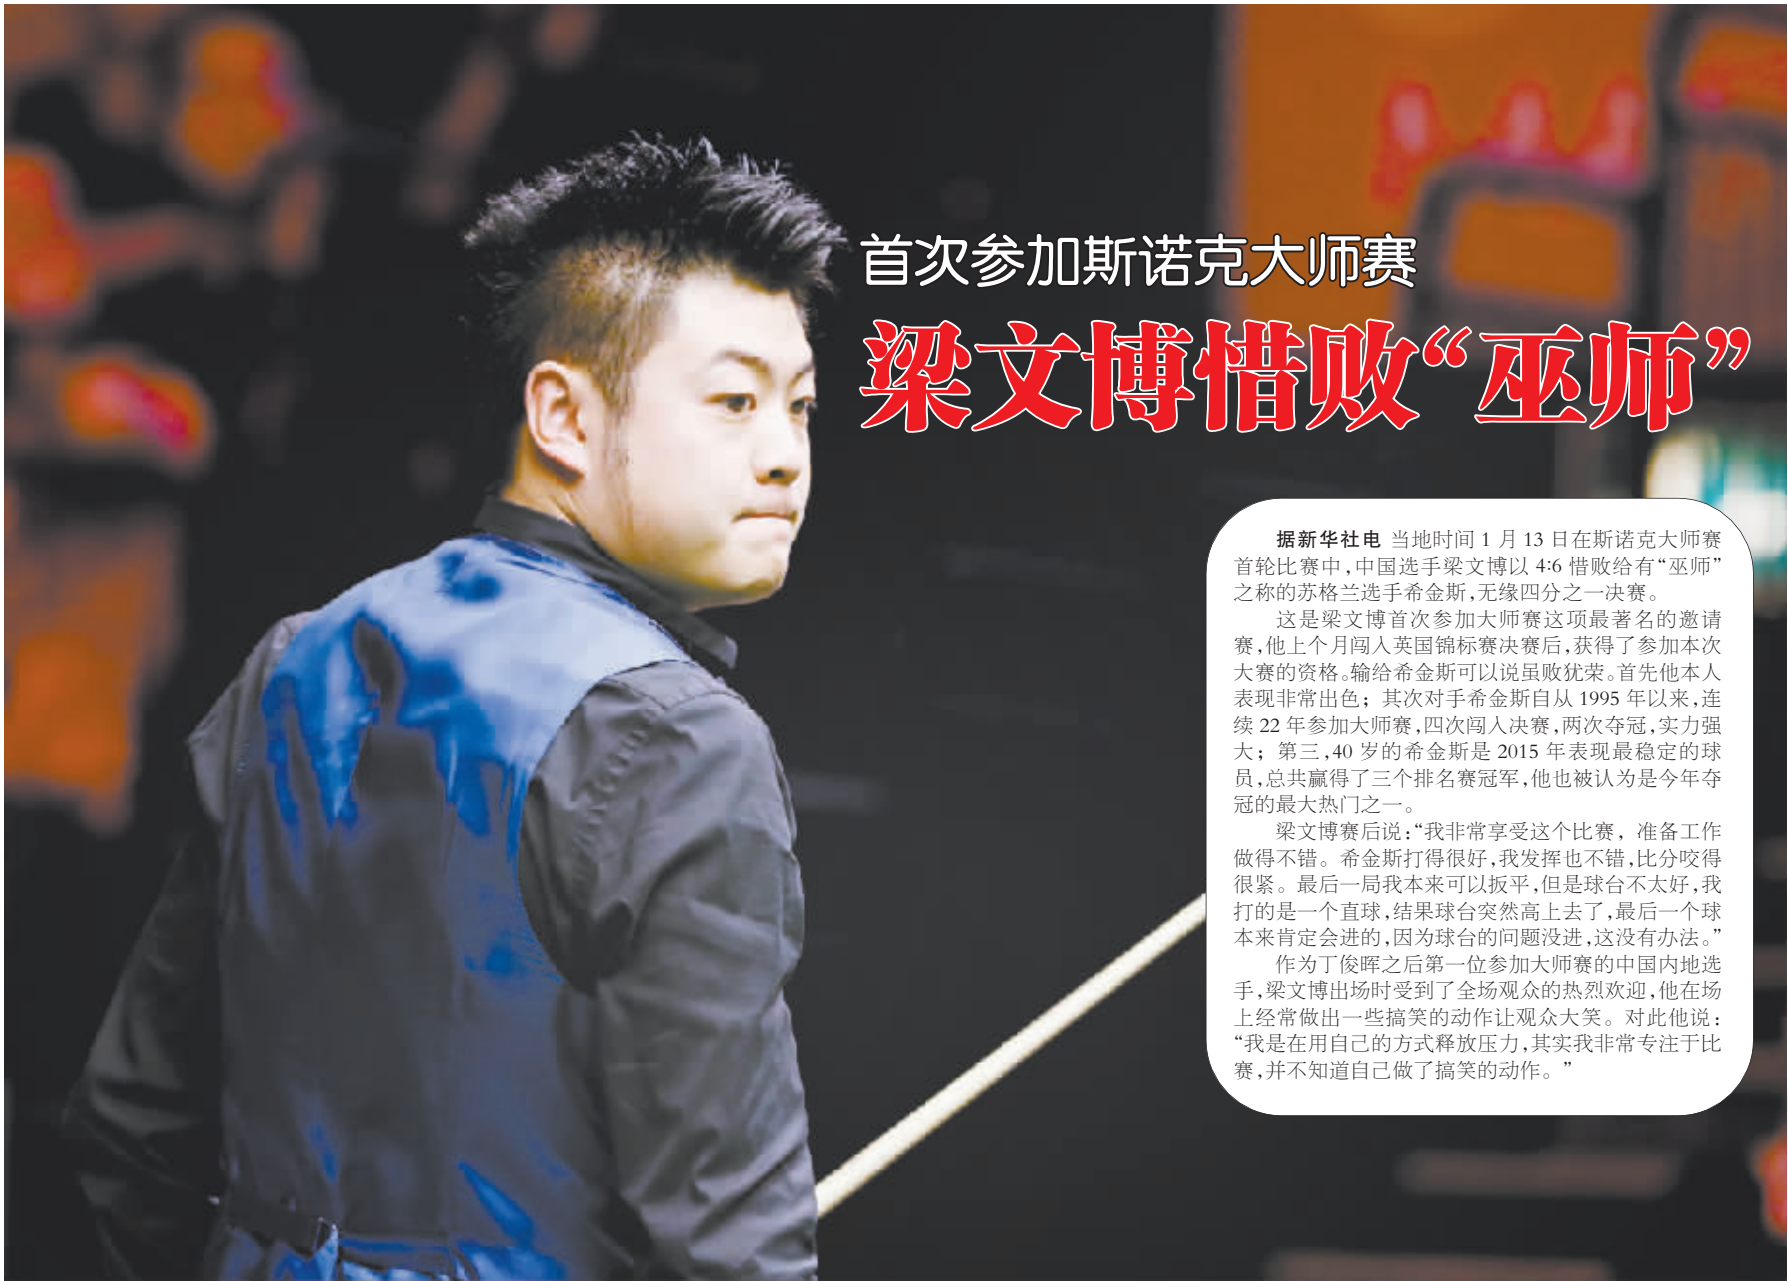 首次参加斯诺克大师赛
梁文博惜败“巫师”
据新华社电 当地时间 1 月 13 日在斯诺克大师赛
首轮比赛中,中国选手梁文博以 4∶6 惜败给有“巫师”
之称的苏格兰选手希金斯,无缘四分之一决赛。
这是梁文博首次参加大师赛这项最著名的邀请
赛,他上个月闯入英国锦标赛决赛后,获得了参加本次
大赛的资格。输给希金斯可以说虽败犹荣。首先他本人
表现非常出色；其次对手希金斯自从 1995 年以来,连
续 22 年参加大师赛,四次闯入决赛,两次夺冠,实力强
大；第三,40 岁的希金斯是 2015 年表现最稳定的球
员,总共赢得了三个排名赛冠军,他也被认为是今年夺
冠的最大热门之一。
梁文博赛后说:“我非常享受这个比赛，准备工作
做得不错。希金斯打得很好,我发挥也不错,比分咬得
很紧。最后一局我本来可以扳平,但是球台不太好,我
打的是一个直球,结果球台突然高上去了,最后一个球
本来肯定会进的,因为球台的问题没进,这没有办法。”
作为丁俊晖之后第一位参加大师赛的中国内地选
手,梁文博出场时受到了全场观众的热烈欢迎,他在场
上经常做出一些搞笑的动作让观众大笑。对此他说：
“我是在用自己的方式释放压力,其实我非常专注于比
赛,并不知道自己做了搞笑的动作。”